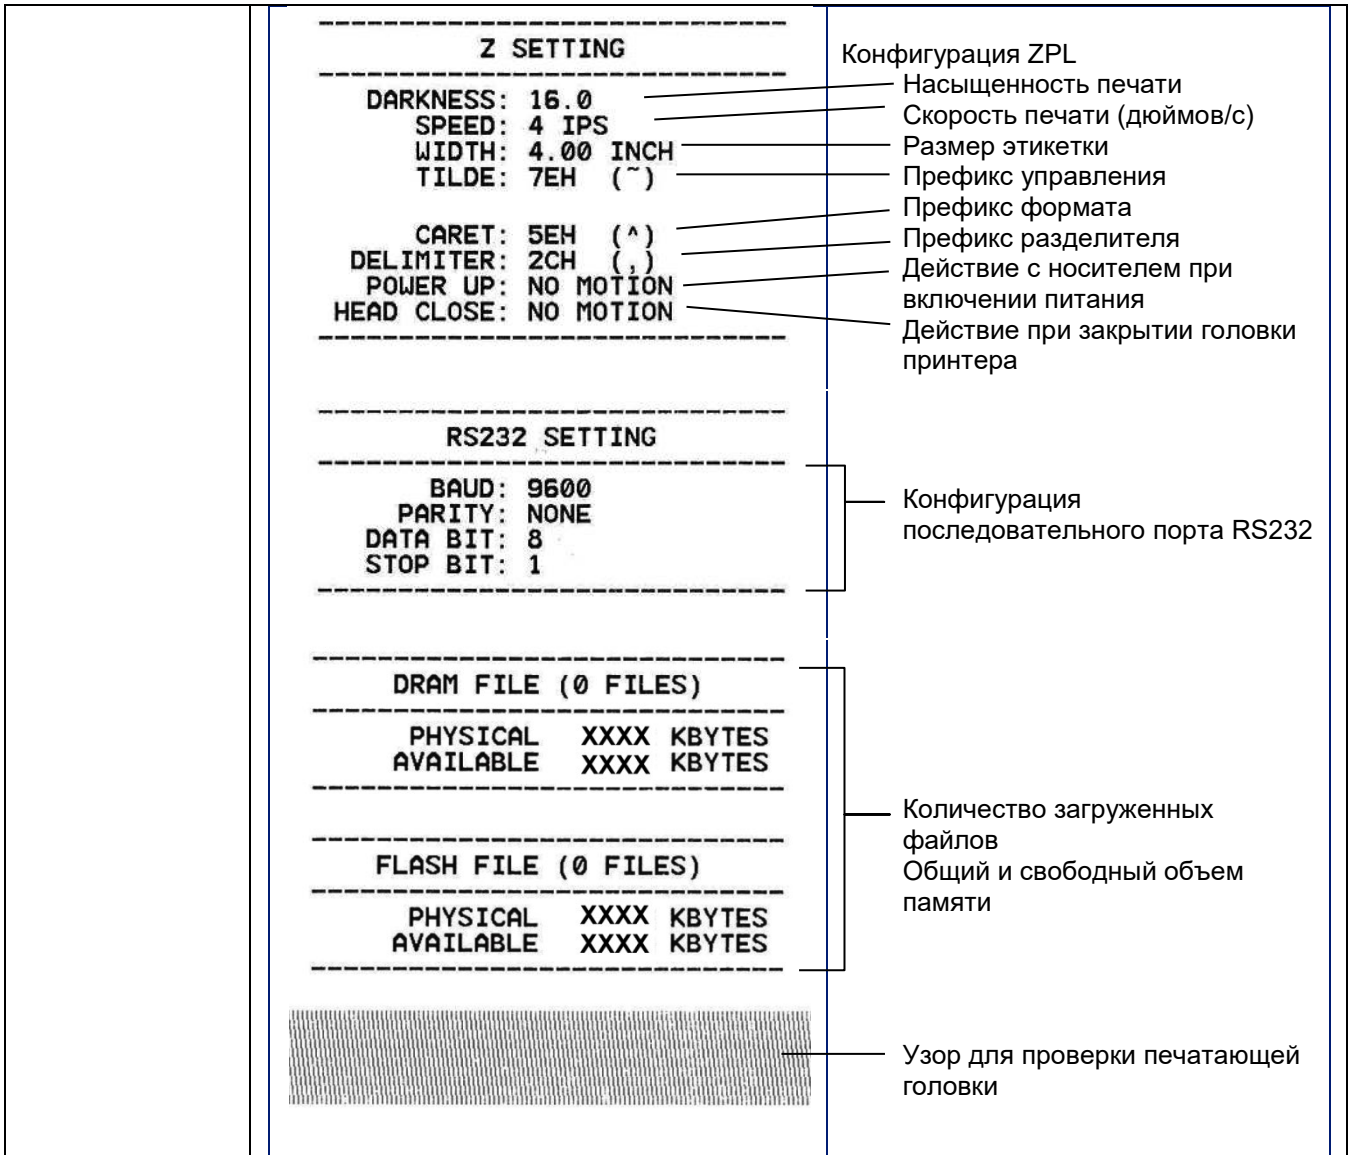 Z SETTING
Конфигурация ZPL
DARKNESS: 16.0
Насыщенность печати
SPEED: 4 IPS
Скорость печати (дюймов/с)
WIDTH: 4.00 INCH
Размер этикетки
TILDE: 7EH (~)
Префикс управления
CARET: 5EH (^)
Префикс формата
DELIMITER: 2CH (,)
Префикс разделителя
POWER UP: NO MOTION
Действие с носителем при
включении питания
HEAD CLOSE: NO MOTION
Действие при закрытии головки
принтера
RS232 SETTING
BAUD: 9600
PARITY: NONE
DATA BIT: 8
STOP BIT: 1
Конфигурация
последовательного порта RS232
DRAM FILE (0 FILES)
PHYSICAL XXXX KBYTES
AVAILABLE XXXX KBYTES
FLASH FILE (0 FILES)
PHYSICAL XXXX KBYTES
AVAILABLE XXXX KBYTES
Количество загруженных
файлов
Общий и свободный объем
памяти
Узор для проверки печатающей
головки